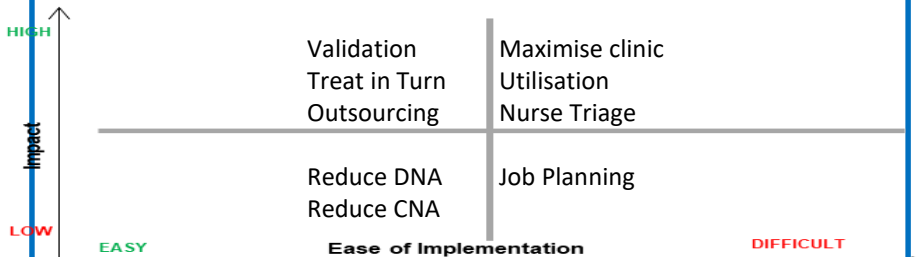 HIGH
Validation
Treat in Turn
Outsourcing
Maximise clinic
Utilisation
Nurse Triage
Impact
Reduce DNA
Reduce CNA
Job Planning
LOW
EASY
Ease of Implementation
DIFFICULT